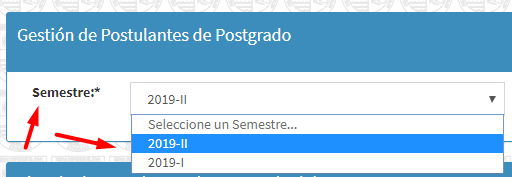 Gestión de Postulantes de Postgrado
Semestre:* 2019-II
Seleccione un Semestre...
2019-II
2019-I